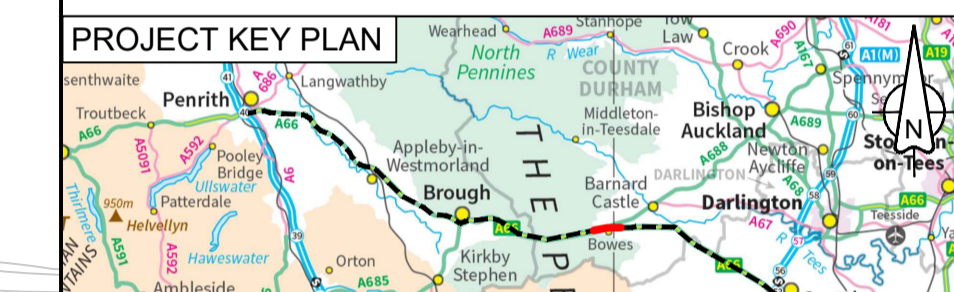 PROJECT KEY PLAN
Wearhead
A689
Stanhope
Tow
Law
Crook
A690
A167
61
A1(M)
A181
A19
North
Pennines
R Wear
COUNTY
DURHAM
senthwaite
41
A
686
Langwathby
Spennymoor
Penrith
40
A66
Troutbeck
A66
A5091
A592
Pooley
Bridge
Ullswater
Patterdale
A6
Appleby-in-
Westmorland
Middleton-
in-Teesdale
Bishop
Auckland
A689
60
N
on-Tees
A688
Newton
Aycliffe
DARLINGTON
59
A68
58
Thirlmere
950m
Helvellyn
A591
A592
Haweswater
39
Brough
A66
THE
P
Barnard
Castle
Bowes
Darlington
A67
57
R Tees
A66
Teesside
Orton
A685
Kirkby
Stephen
A66
56
Ambleside